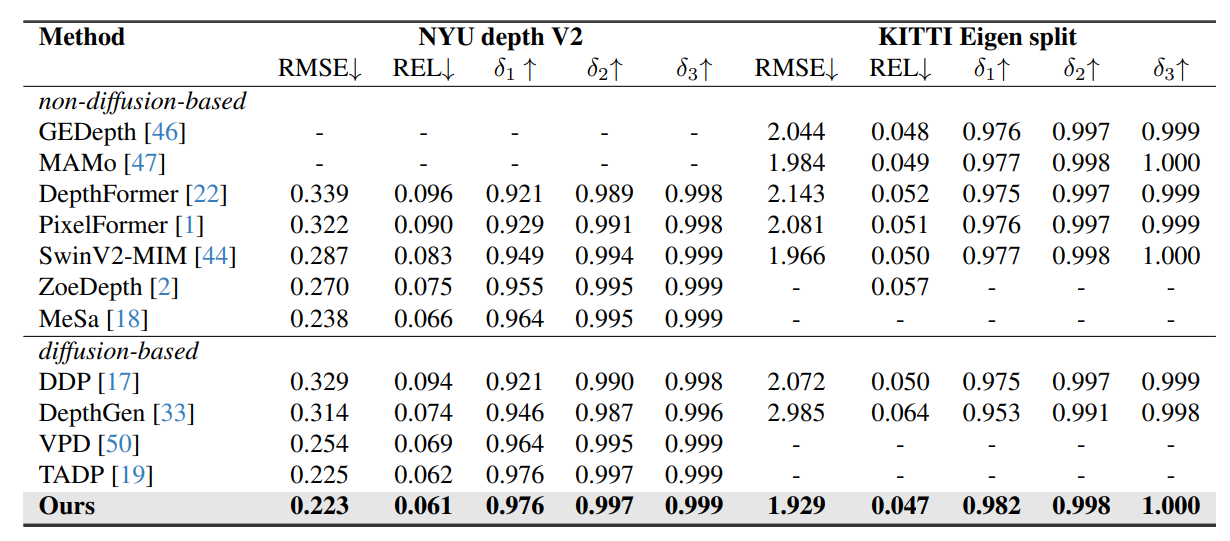 Method NYU depth V2 KITTI Eigen split
RMSE↓ REL↓ δ1 ↑ δ2↑ δ3↑ RMSE↓ REL↓ δ1↑ δ2↑ δ3↑
non-diffusion-based
GEDepth [46] - - - - - 2.044 0.048 0.976 0.997 0.999
MAMo [47] - - - - - 1.984 0.049 0.977 0.998 1.000
DepthFormer [22] 0.339 0.096 0.921 0.989 0.998 2.143 0.052 0.975 0.997 0.999
PixelFormer [1] 0.322 0.090 0.929 0.991 0.998 2.081 0.051 0.976 0.997 0.999
SwinV2-MIM [44] 0.287 0.083 0.949 0.994 0.999 1.966 0.050 0.977 0.998 1.000
ZoeDepth [2] 0.270 0.075 0.955 0.995 0.999 - 0.057 - - -
MeSa [18] 0.238 0.066 0.964 0.995 0.999 - - - - -
diffusion-based
DDP [17] 0.329 0.094 0.921 0.990 0.998 2.072 0.050 0.975 0.997 0.999
DepthGen [33] 0.314 0.074 0.946 0.987 0.996 2.985 0.064 0.953 0.991 0.998
VPD [50] 0.254 0.069 0.964 0.995 0.999 - - - - -
TADP [19] 0.225 0.062 0.976 0.997 0.999 - - - - -
Ours 0.223 0.061 0.976 0.997 0.999 1.929 0.047 0.982 0.998 1.000